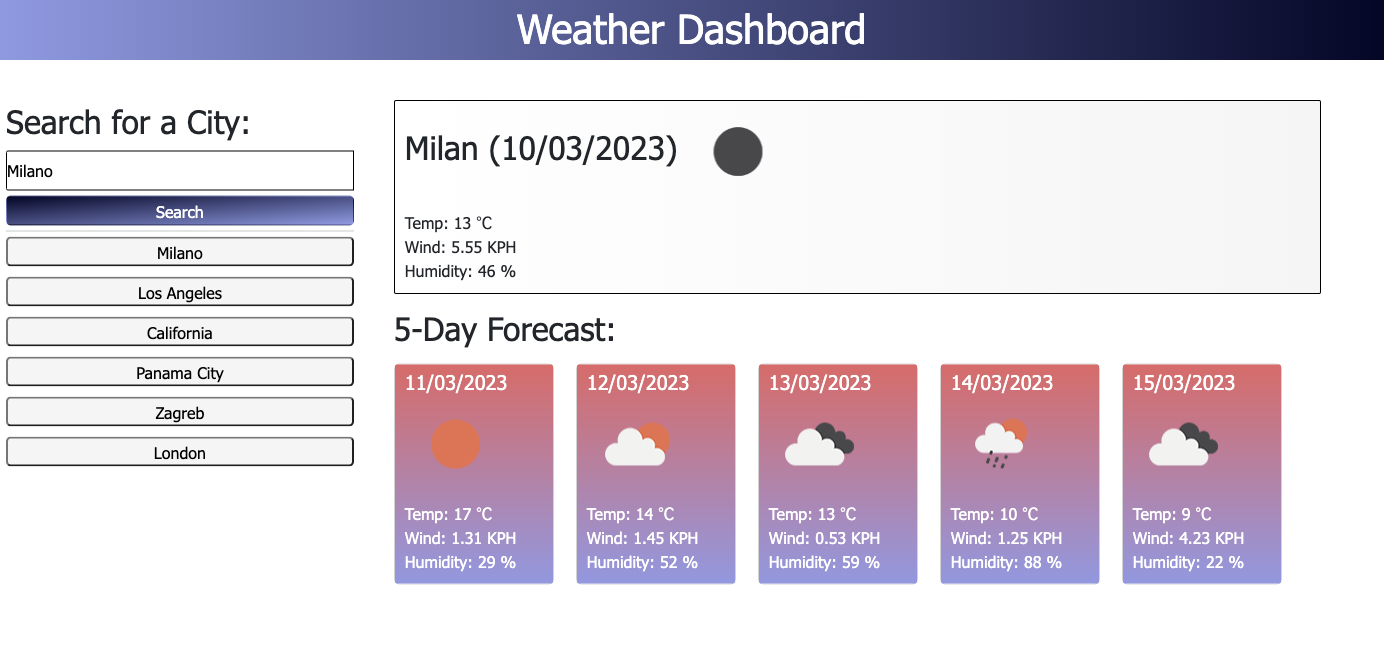 Weather Dashboard
Search for a City:
Milano
Search
Milano
Los Angeles
California
Panama City
Zagreb
London
Milan (10/03/2023)
Temp: 13 °C
Wind: 5.55 KPH
Humidity: 46 %
5-Day Forecast:
11/03/2023
Temp: 17 °C
Wind: 1.31 KPH
Humidity: 29 %
12/03/2023
Temp: 14 °C
Wind: 1.45 KPH
Humidity: 52 %
13/03/2023
Temp: 13 °C
Wind: 0.53 KPH
Humidity: 59 %
14/03/2023
Temp: 10 °C
Wind: 1.25 KPH
Humidity: 88 %
15/03/2023
Temp: 9 °C
Wind: 4.23 KPH
Humidity: 22 %